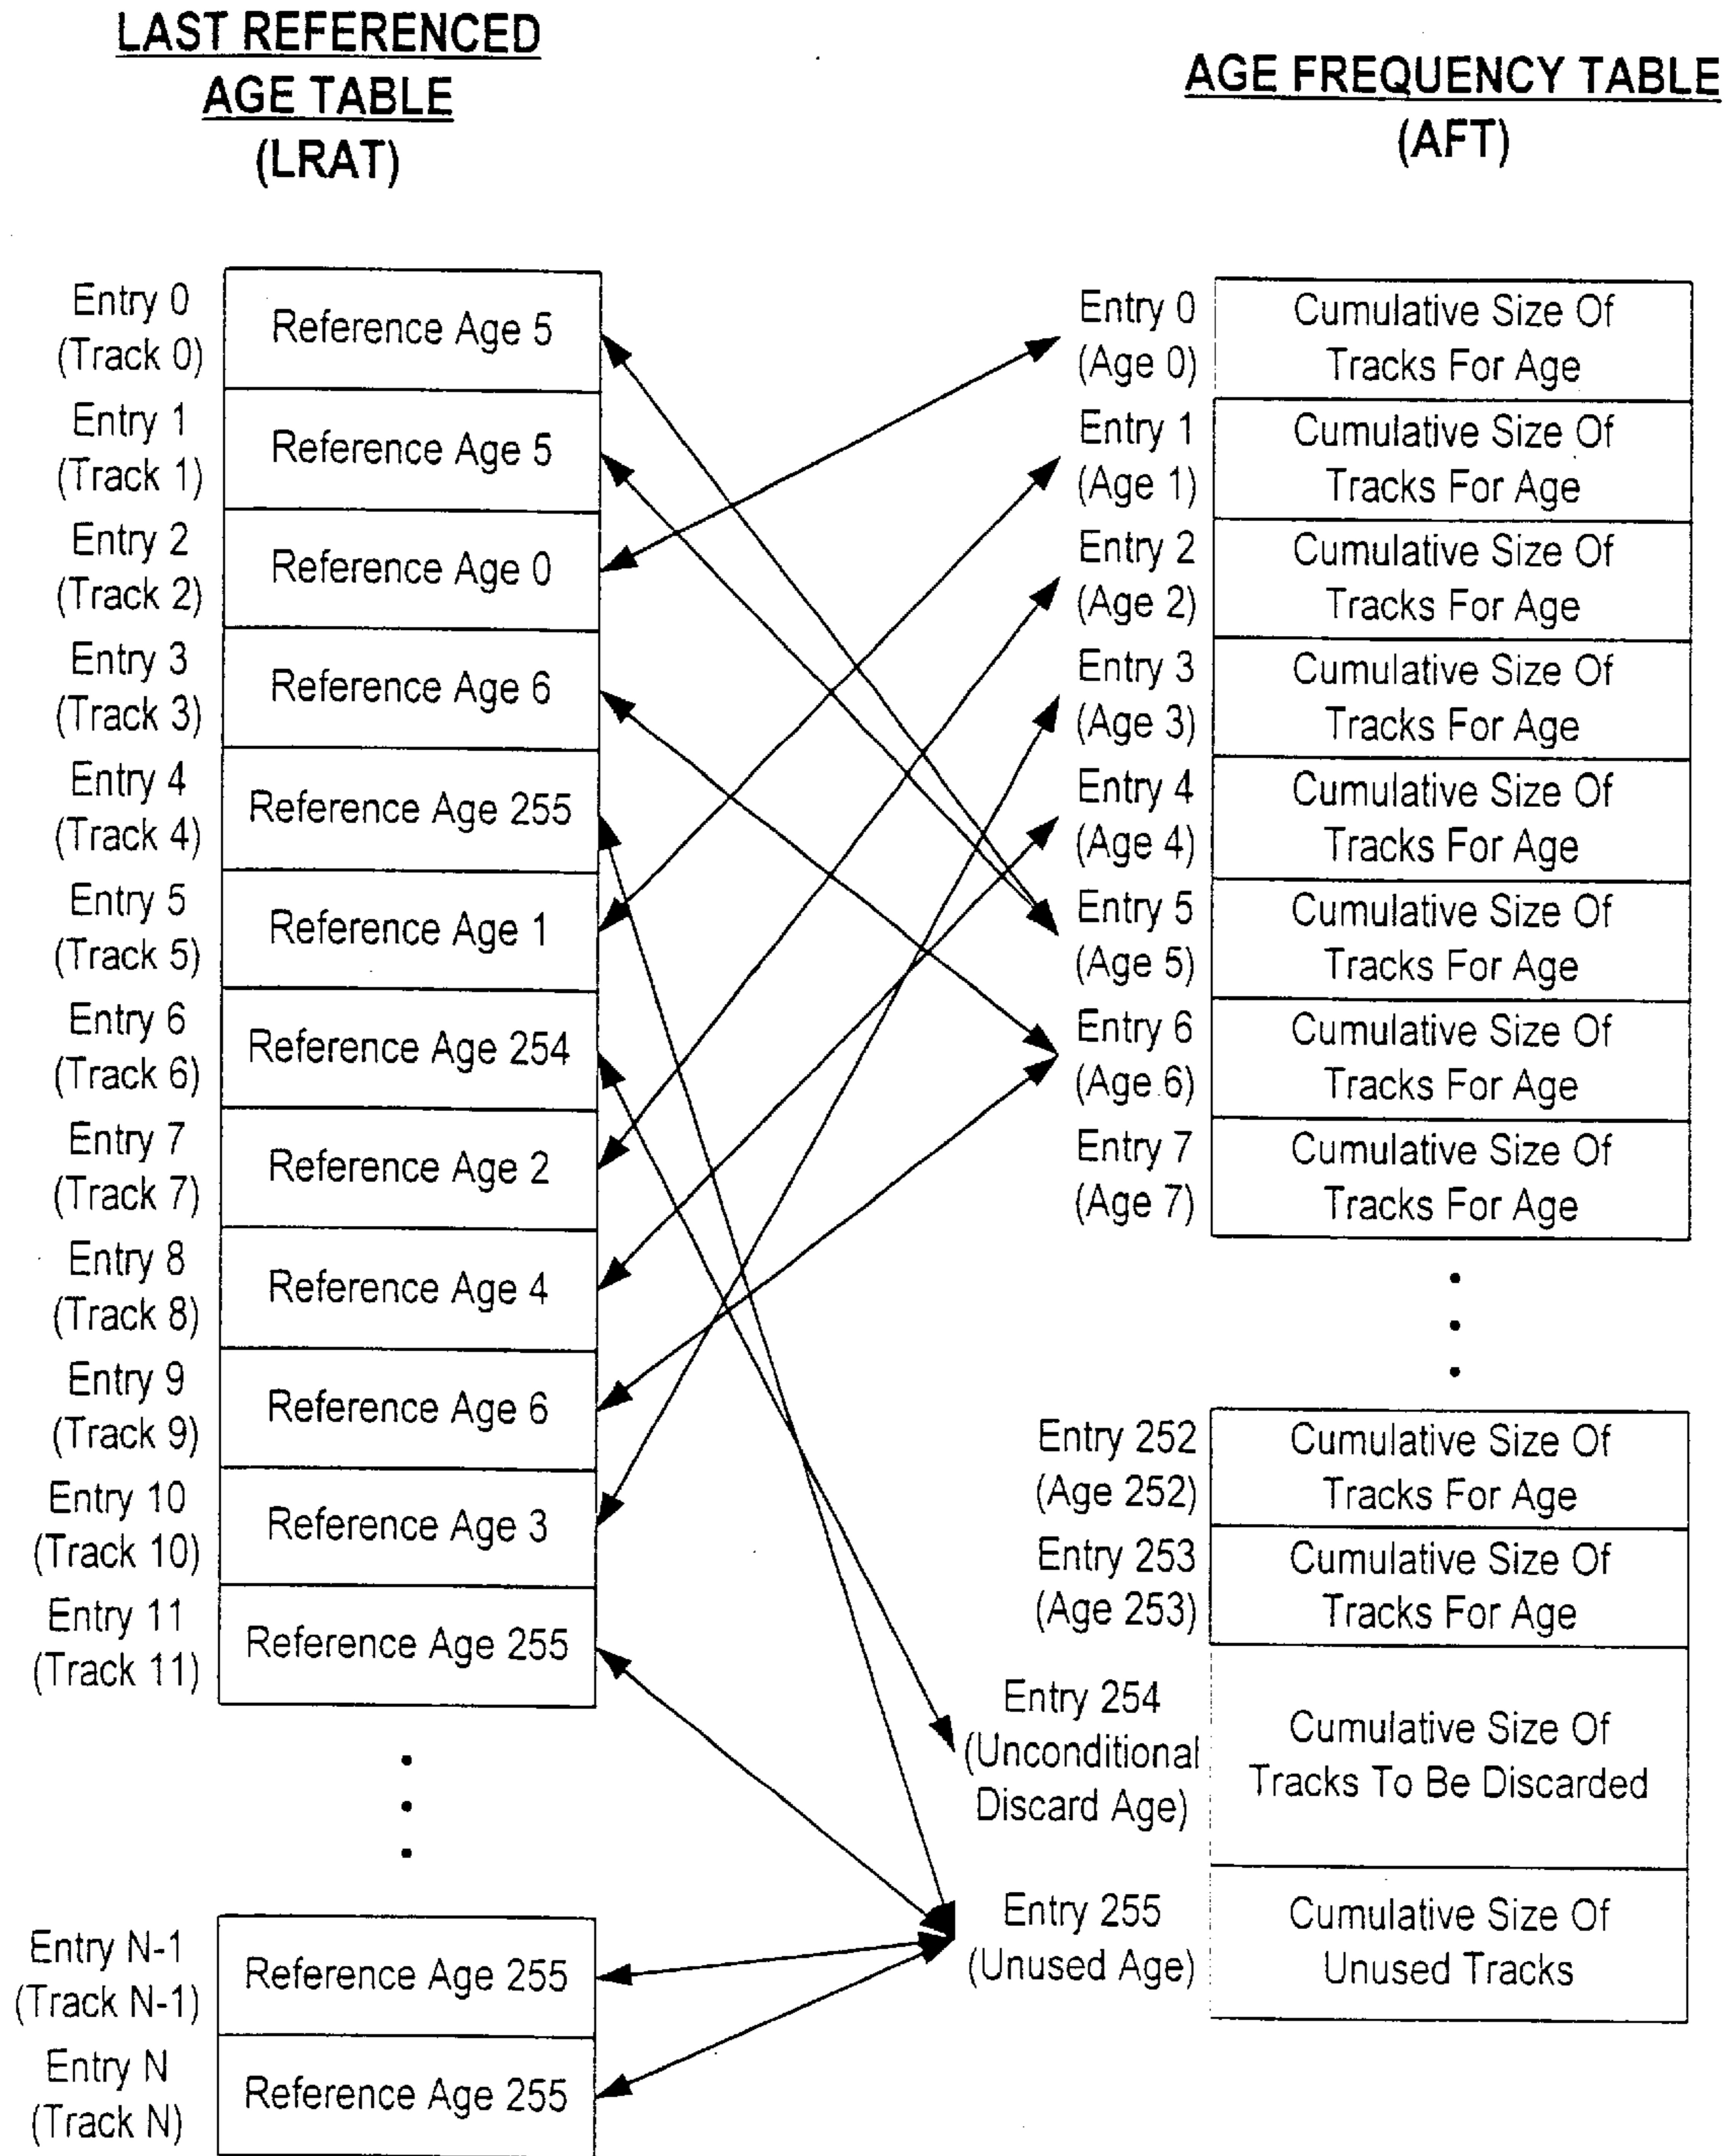 LAST REFERENCED
AGE TABLE
(LRAT)
Entry 0
(Track 0)
Reference Age 5
Entry 1
(Track 1)
Reference Age 5
Entry 2
(Track 2)
Reference Age 0
Entry 3
(Track 3)
Reference Age 6
Entry 4
(Track 4)
Reference Age 255
Entry 5
(Track 5)
Reference Age 1
Entry 6
(Track 6)
Reference Age 254
Entry 7
(Track 7)
Reference Age 2
Entry 8
(Track 8)
Reference Age 4
Entry 9
(Track 9)
Reference Age 6
Entry 10
(Track 10)
Reference Age 3
Entry 11
(Track 11)
Reference Age 255
Entry N-1
(Track N-1)
Reference Age 255
Entry N
(Track N)
Reference Age 255
AGE FREQUENCY TABLE
(AFT)
Entry 0
(Age 0)
Cumulative Size Of
Tracks For Age
Entry 1
(Age 1)
Cumulative Size Of
Tracks For Age
Entry 2
(Age 2)
Cumulative Size Of
Tracks For Age
Entry 3
(Age 3)
Cumulative Size Of
Tracks For Age
Entry 4
(Age 4)
Cumulative Size Of
Tracks For Age
Entry 5
(Age 5)
Cumulative Size Of
Tracks For Age
Entry 6
(Age 6)
Cumulative Size Of
Tracks For Age
Entry 7
(Age 7)
Cumulative Size Of
Tracks For Age
Entry 252
(Age 252)
Cumulative Size Of
Tracks For Age
Entry 253
(Age 253)
Cumulative Size Of
Tracks For Age
Entry 254
(Unconditional
Discard Age)
Cumulative Size Of
Tracks To Be Discarded
Entry 255
(Unused Age)
Cumulative Size Of
Unused Tracks